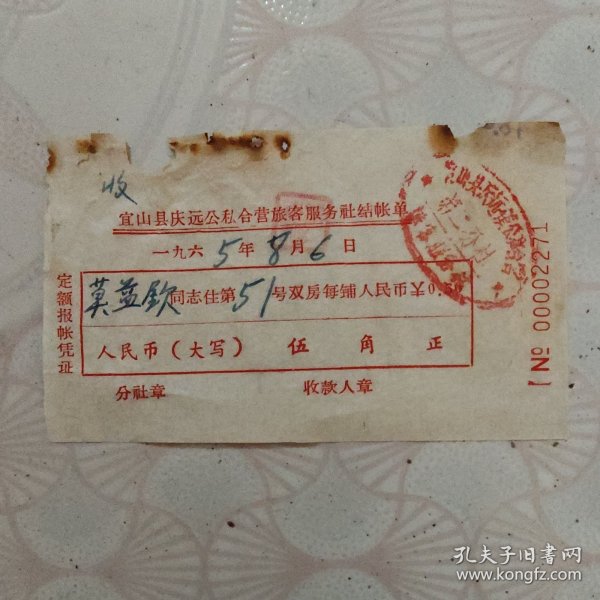 收
宜山县庆远公私合营旅客服务社结帐单
一九六5年8月6日
定额报帐凭证
莫益钦同志住第51号双房每铺人民币￥0.50
人民币（大写）伍角正
分社章 收款人章
№ 00002271
孔夫子旧书网
www.kongfz.com